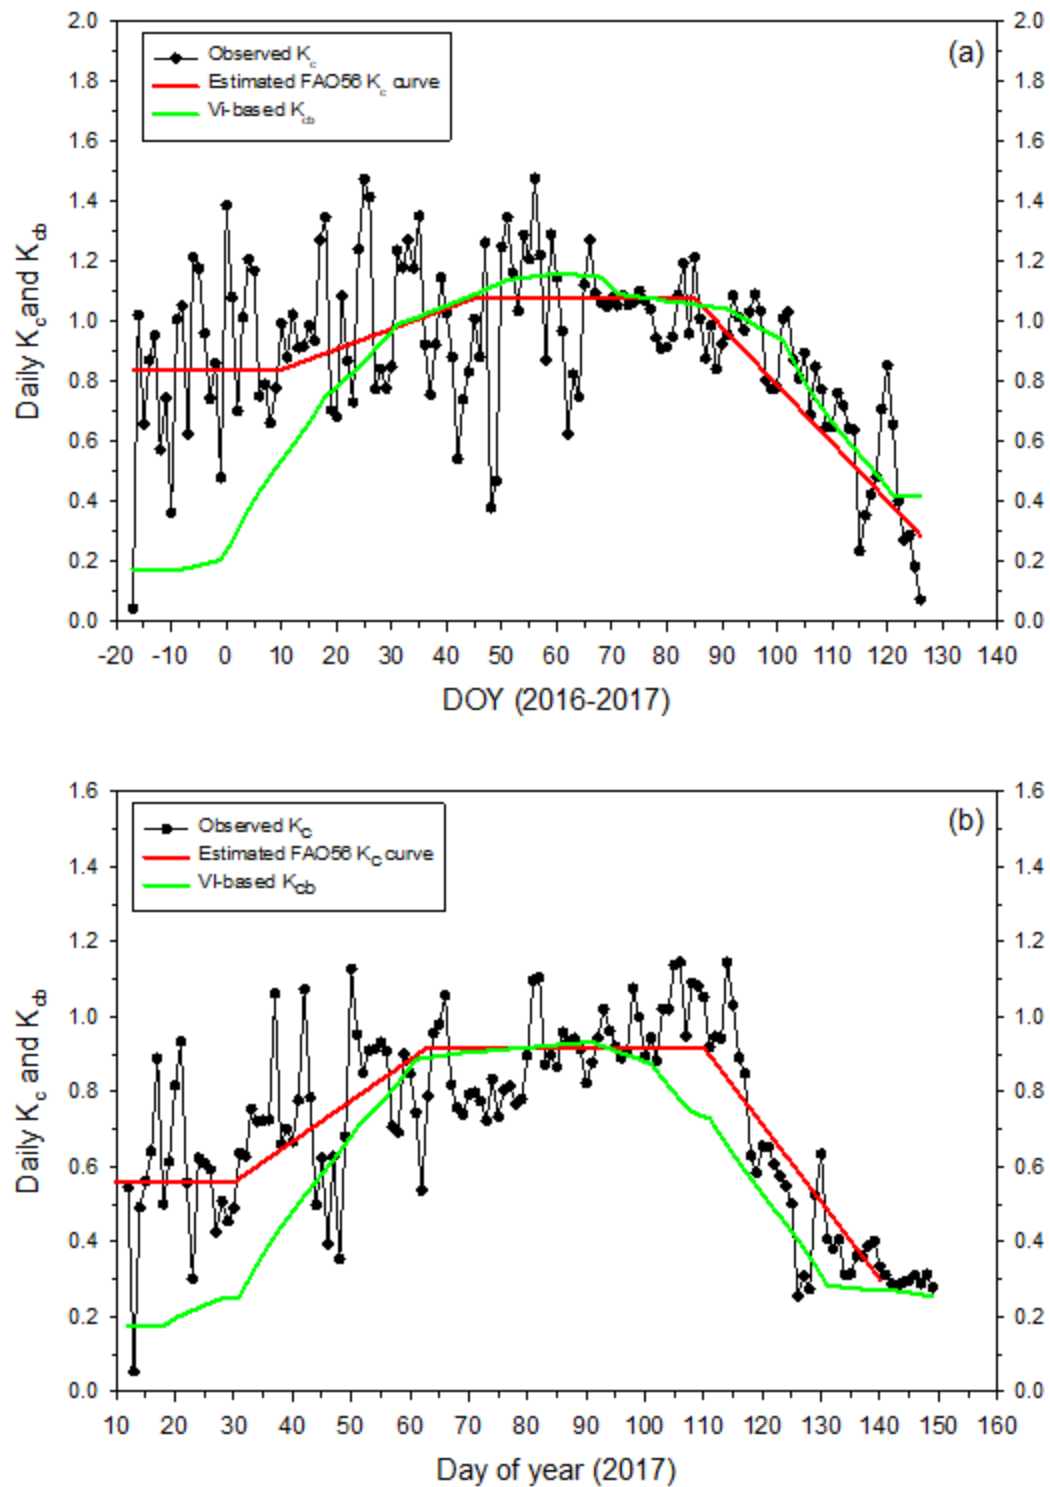 (a)
Observed Kc
Estimated FAO56 Kc curve
VI-based Kcb
Daily Kc and Kcb
2.0 2.0
1.8 1.8
1.6 1.6
1.4 1.4
1.2 1.2
1.0 1.0
0.8 0.8
0.6 0.6
0.4 0.4
0.2 0.2
0.0 0.0
-20 -10 0 10 20 30 40 50 60 70 80 90 100 110 120 130 140
DOY (2016-2017)
(b)
Observed KC
Estimated FAO56 KC curve
VI-based Kcb
Daily Kc and Kcb
1.6 1.6
1.4 1.4
1.2 1.2
1.0 1.0
0.8 0.8
0.6 0.6
0.4 0.4
0.2 0.2
0.0 0.0
10 20 30 40 50 60 70 80 90 100 110 120 130 140 150 160
Day of year (2017)